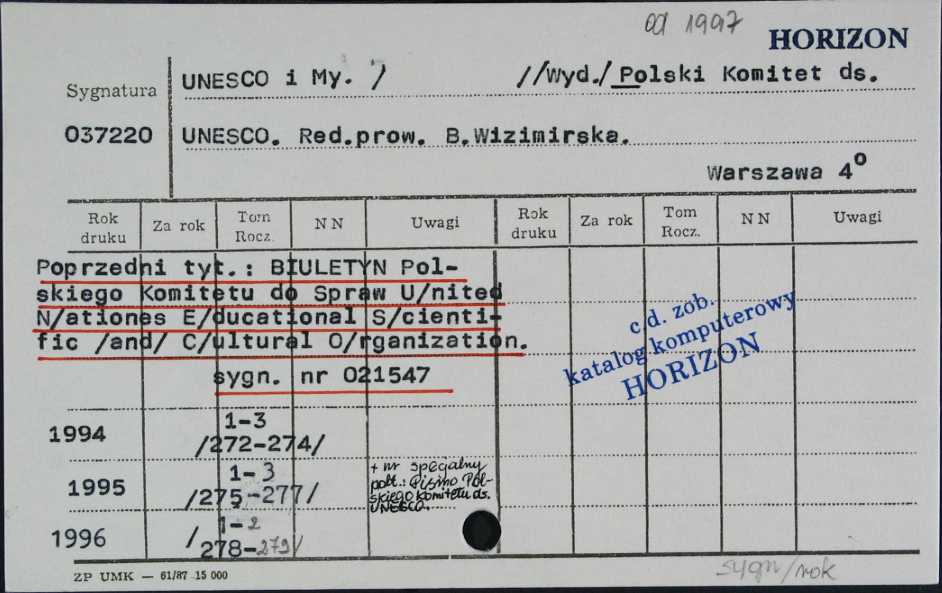 od 1997
HORIZON
Sygnatura
UNESCO i My. / //Wyd./ Polski Komitet ds.
037220
UNESCO. Red.prow. B.Wizimirska.
Warszawa 4º
Rok druku Za rok Tom Rocz. N N Uwagi Rok druku Za rok Tom Rocz. N N Uwagi
Poprzedni tyt.: BIULETYN Pol-
skiego Komitetu do Spraw U/nited
N/ationes E/ducational S/cienti-
fic /and/ C/ultural O/rganization.
sygn. nr 021547
c.d. zob.
katalog komputerowy
HORIZON
1994 1-3
/272-274/
1995 1-3
/275-277/
+ nr specjalny
polt.: Pismo Pol-
skiego Komitetu ds.
UNESCO.
1996 1-2
/278-279/
ZP UMK — 61/87 15 000
sygn/rok